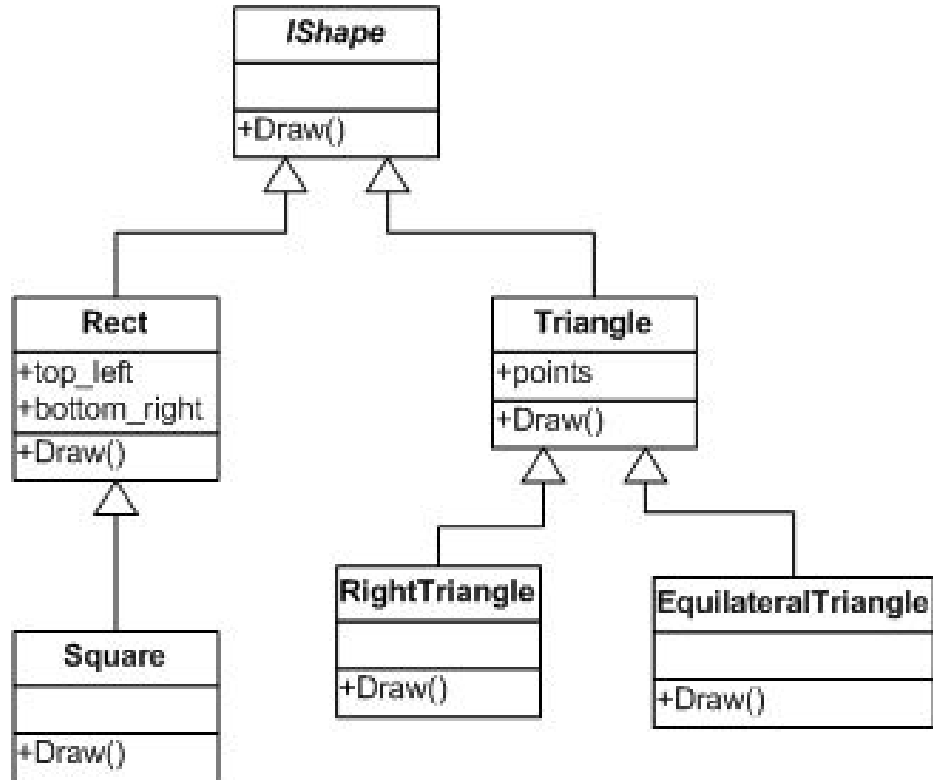 IShape
+Draw()
Rect
+top_left
+bottom_right
+Draw()
Triangle
+points
+Draw()
Square
+Draw()
RightTriangle
+Draw()
EquilateralTriangle
+Draw()